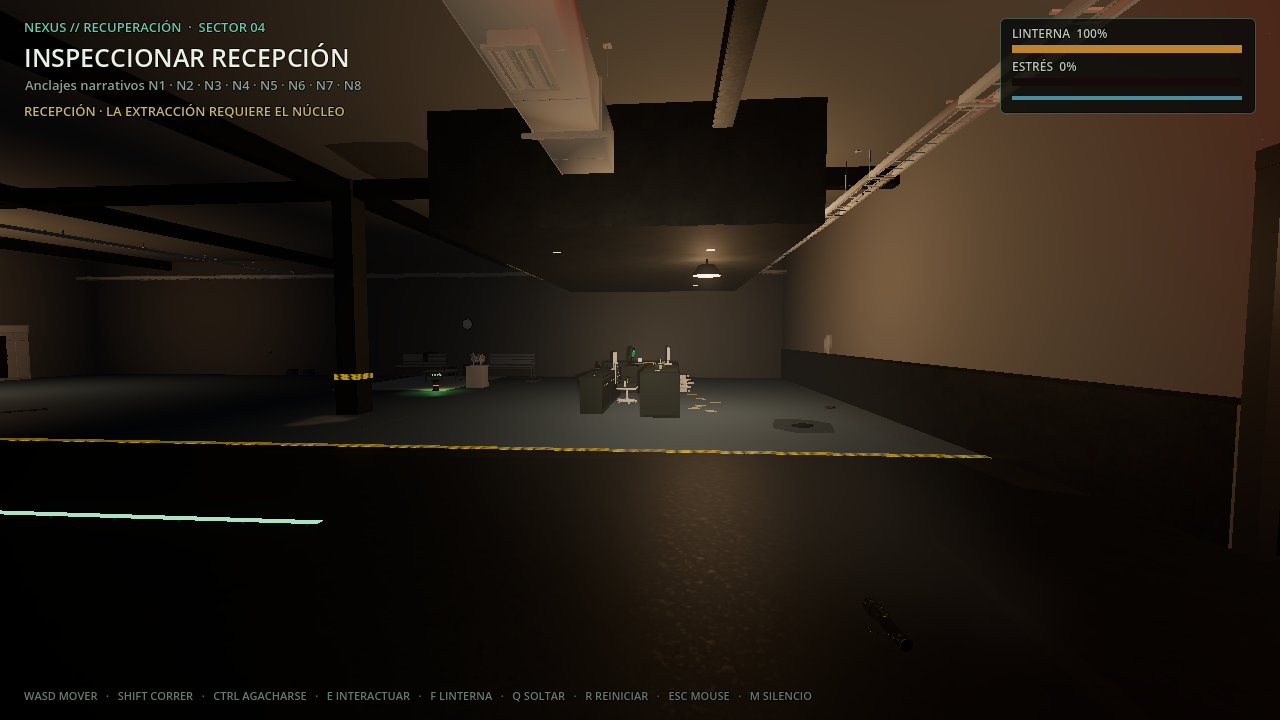 NEXUS // RECUPERACIÓN · SECTOR 04
INSPECCIONAR RECEPCIÓN
Anclajes narrativos N1 · N2 · N3 · N4 · N5 · N6 · N7 · N8
RECEPCIÓN · LA EXTRACCIÓN REQUIERE EL NÚCLEO
LINTERNA 100%
ESTRÉS 0%
WASD MOVER · SHIFT CORRER · CTRL AGACHARSE · E INTERACTUAR · F LINTERNA · Q SOLTAR · R REINICIAR · ESC MOUSE · M SILENCIO